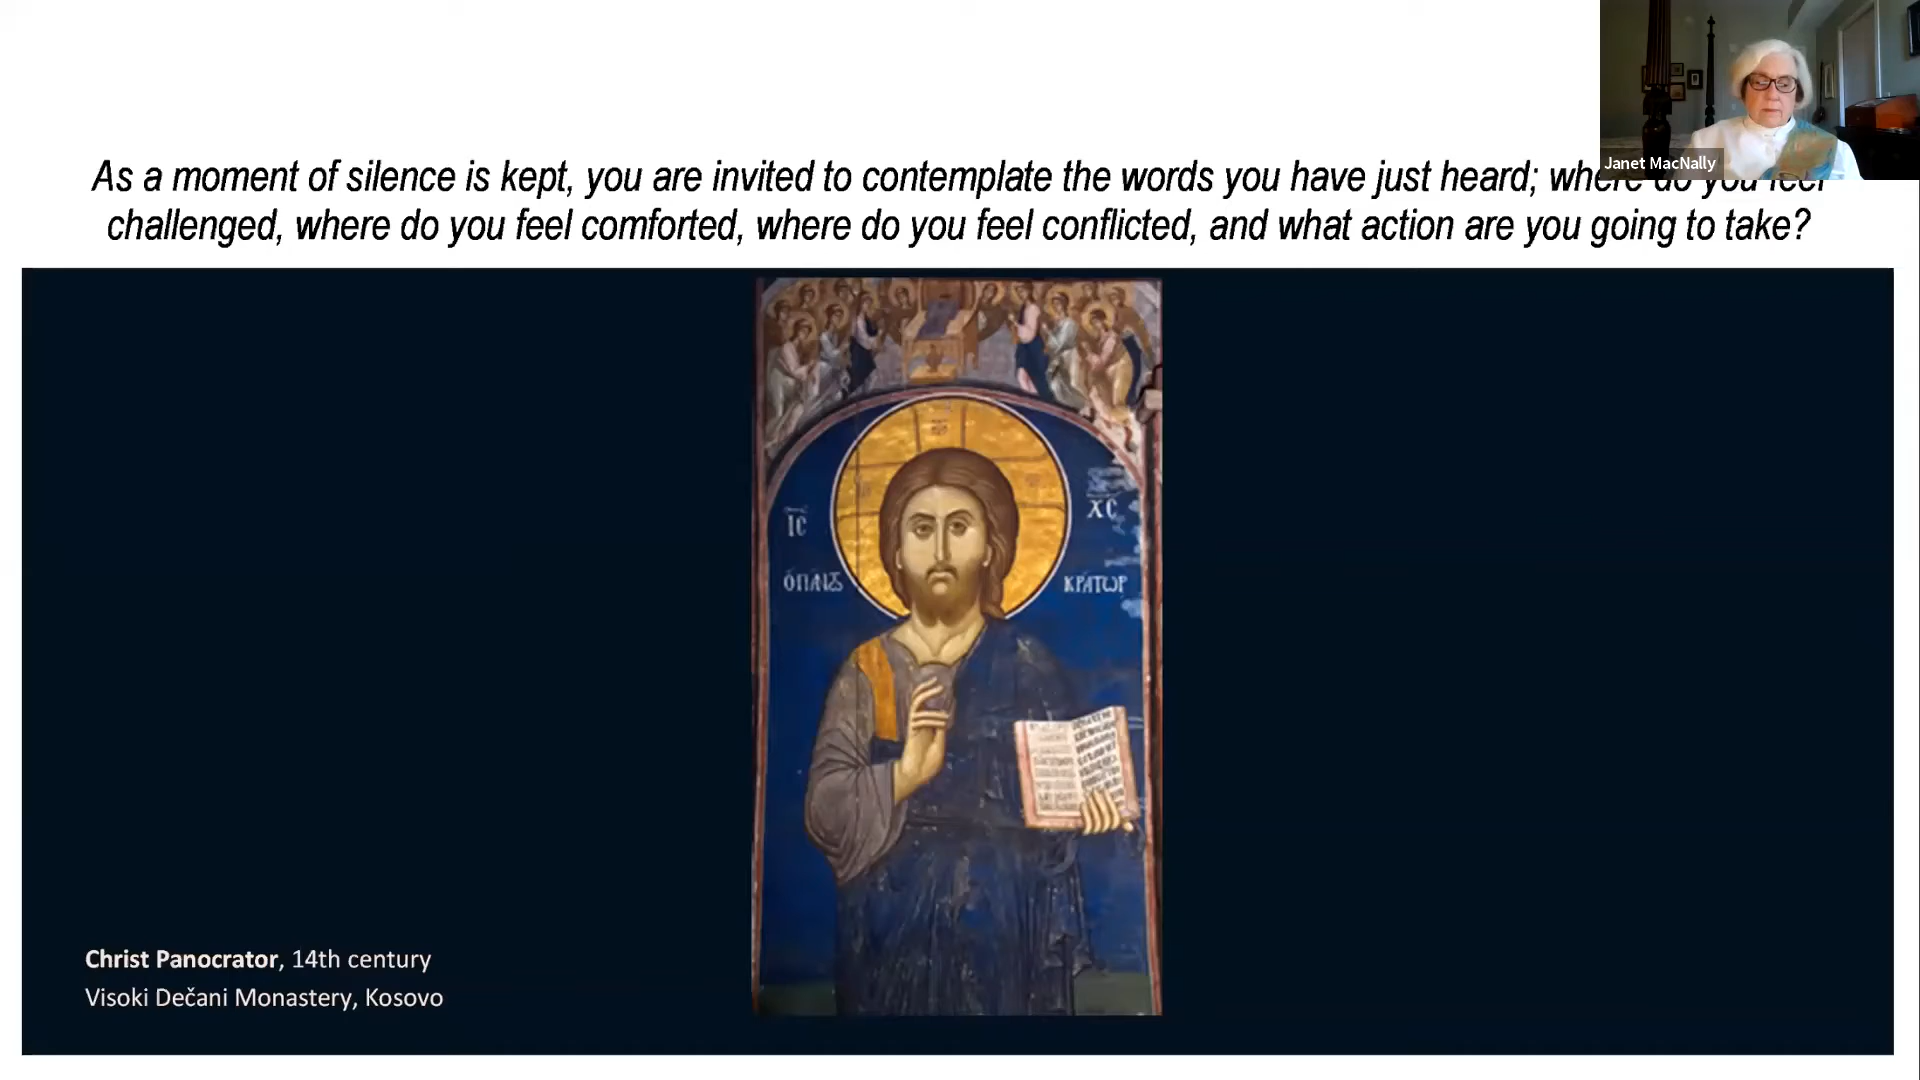 As a moment of silence is kept, you are invited to contemplate the words you have just heard; where do you feel
challenged, where do you feel comforted, where do you feel conflicted, and what action are you going to take?
Janet MacNally
IC
XC
ΚΡΑΤΩΡ
Christ Panocrator, 14th century
Visoki Dečani Monastery, Kosovo